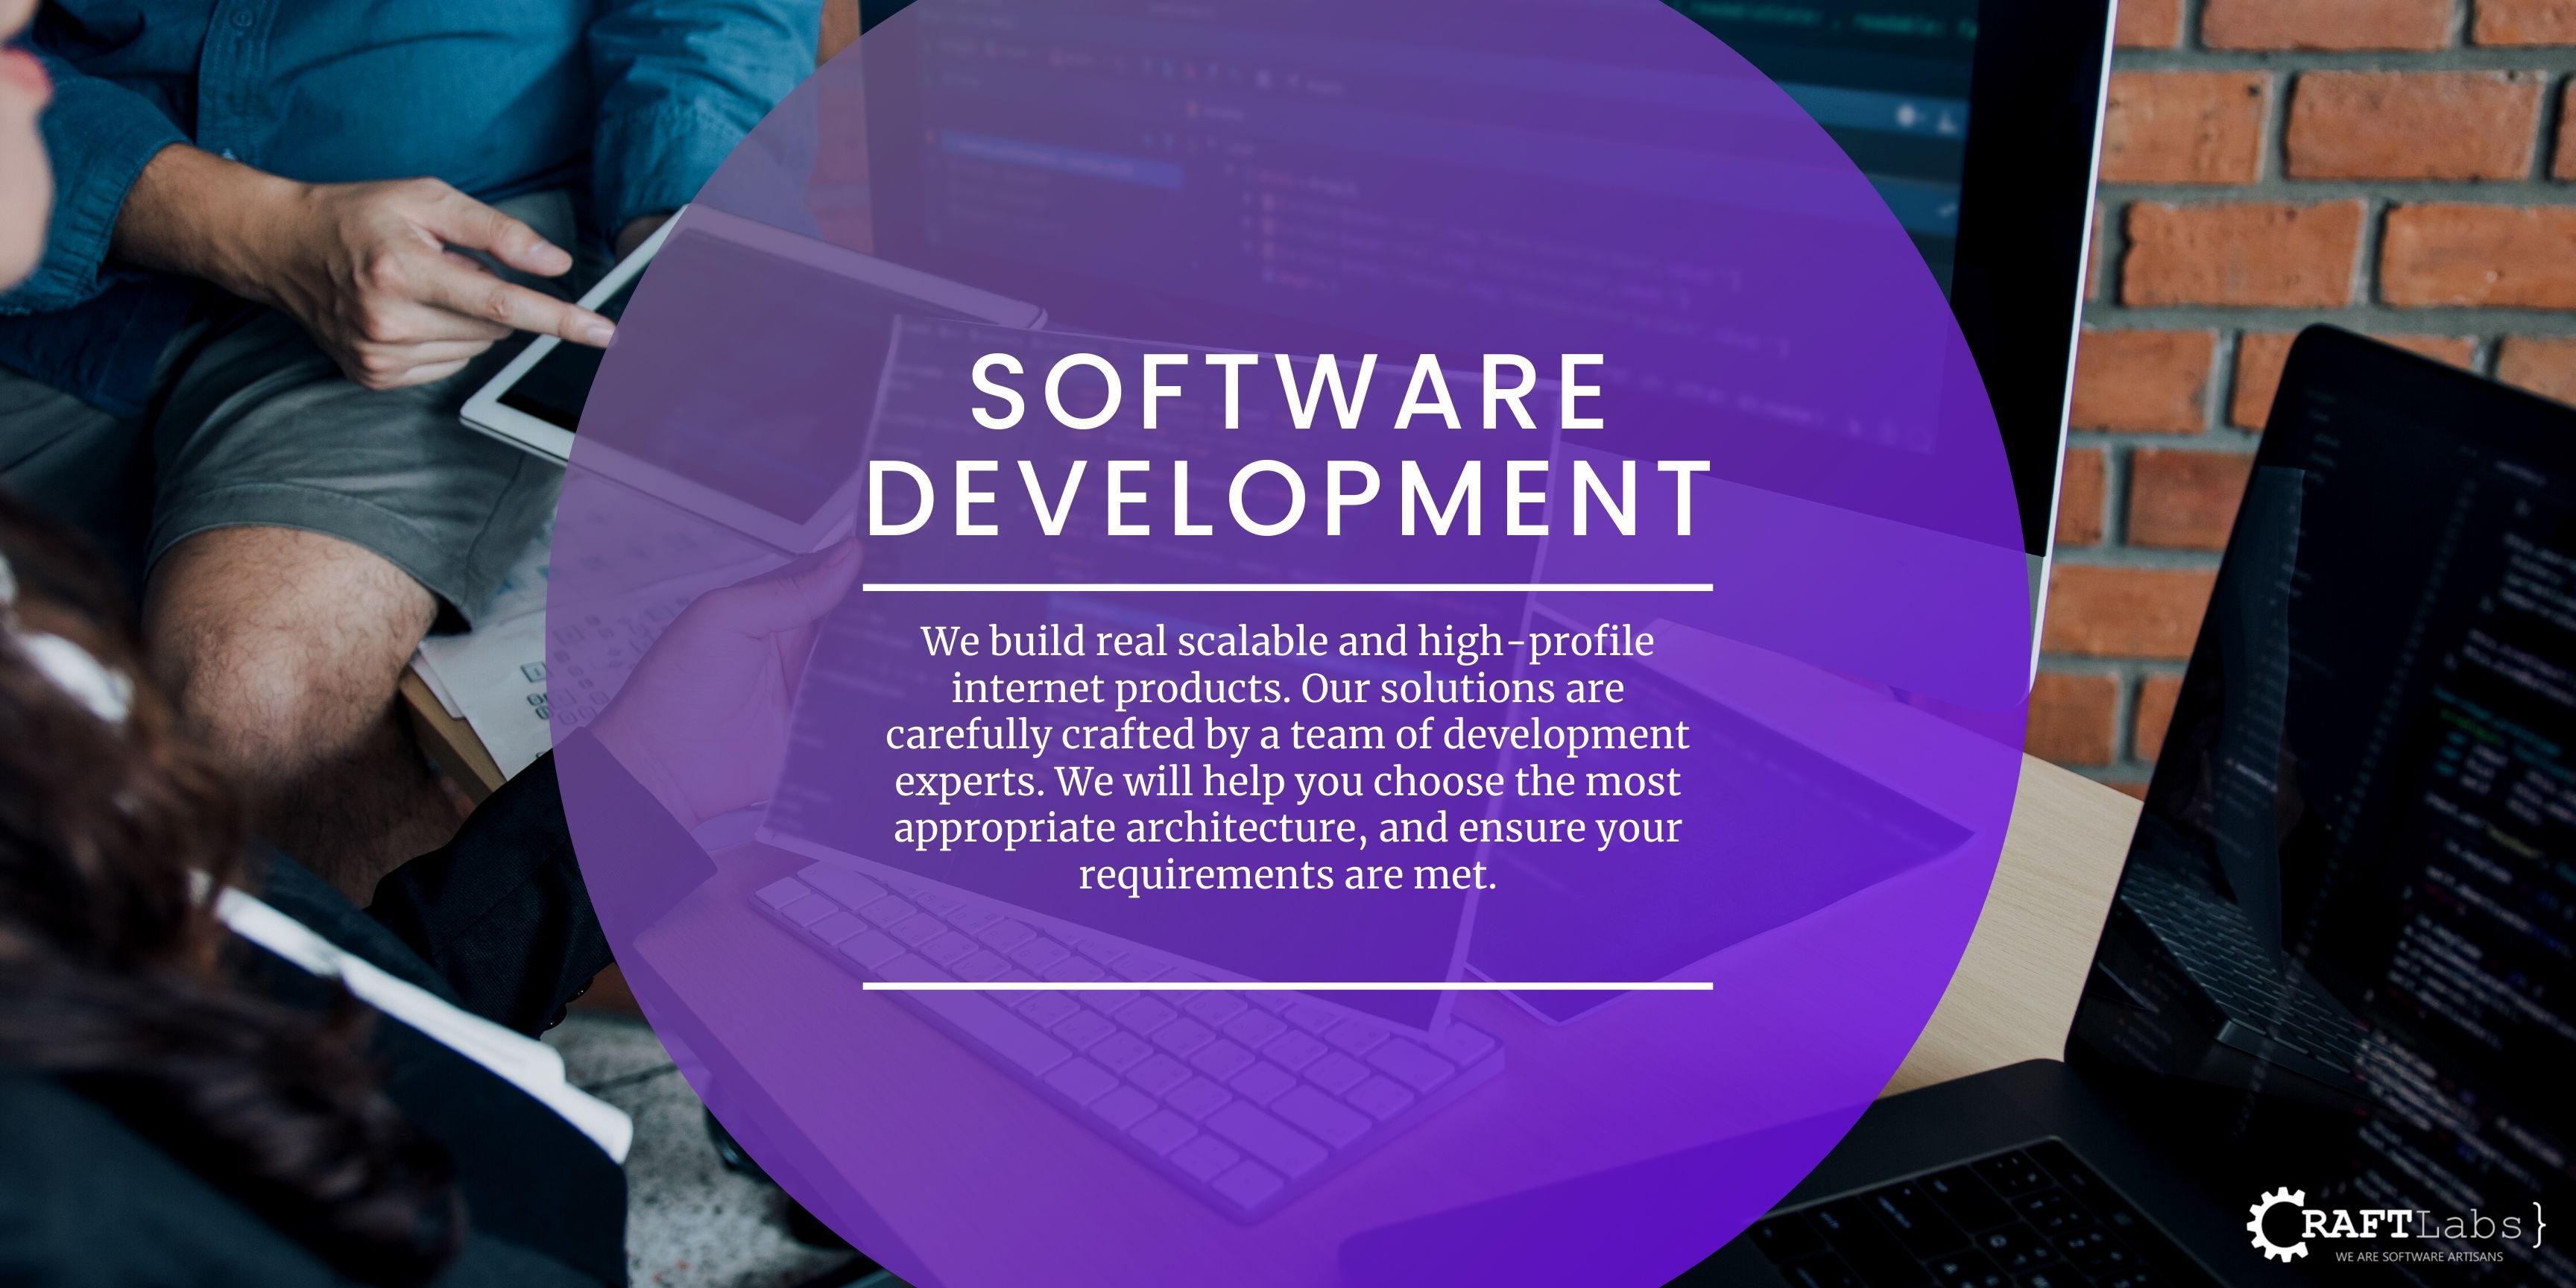 SOFTWARE
DEVELOPMENT
We build real scalable and high-profile
internet products. Our solutions are
carefully crafted by a team of development
experts. We will help you choose the most
appropriate architecture, and ensure your
requirements are met.
CRAFTLabs}
WE ARE SOFTWARE ARTISANS